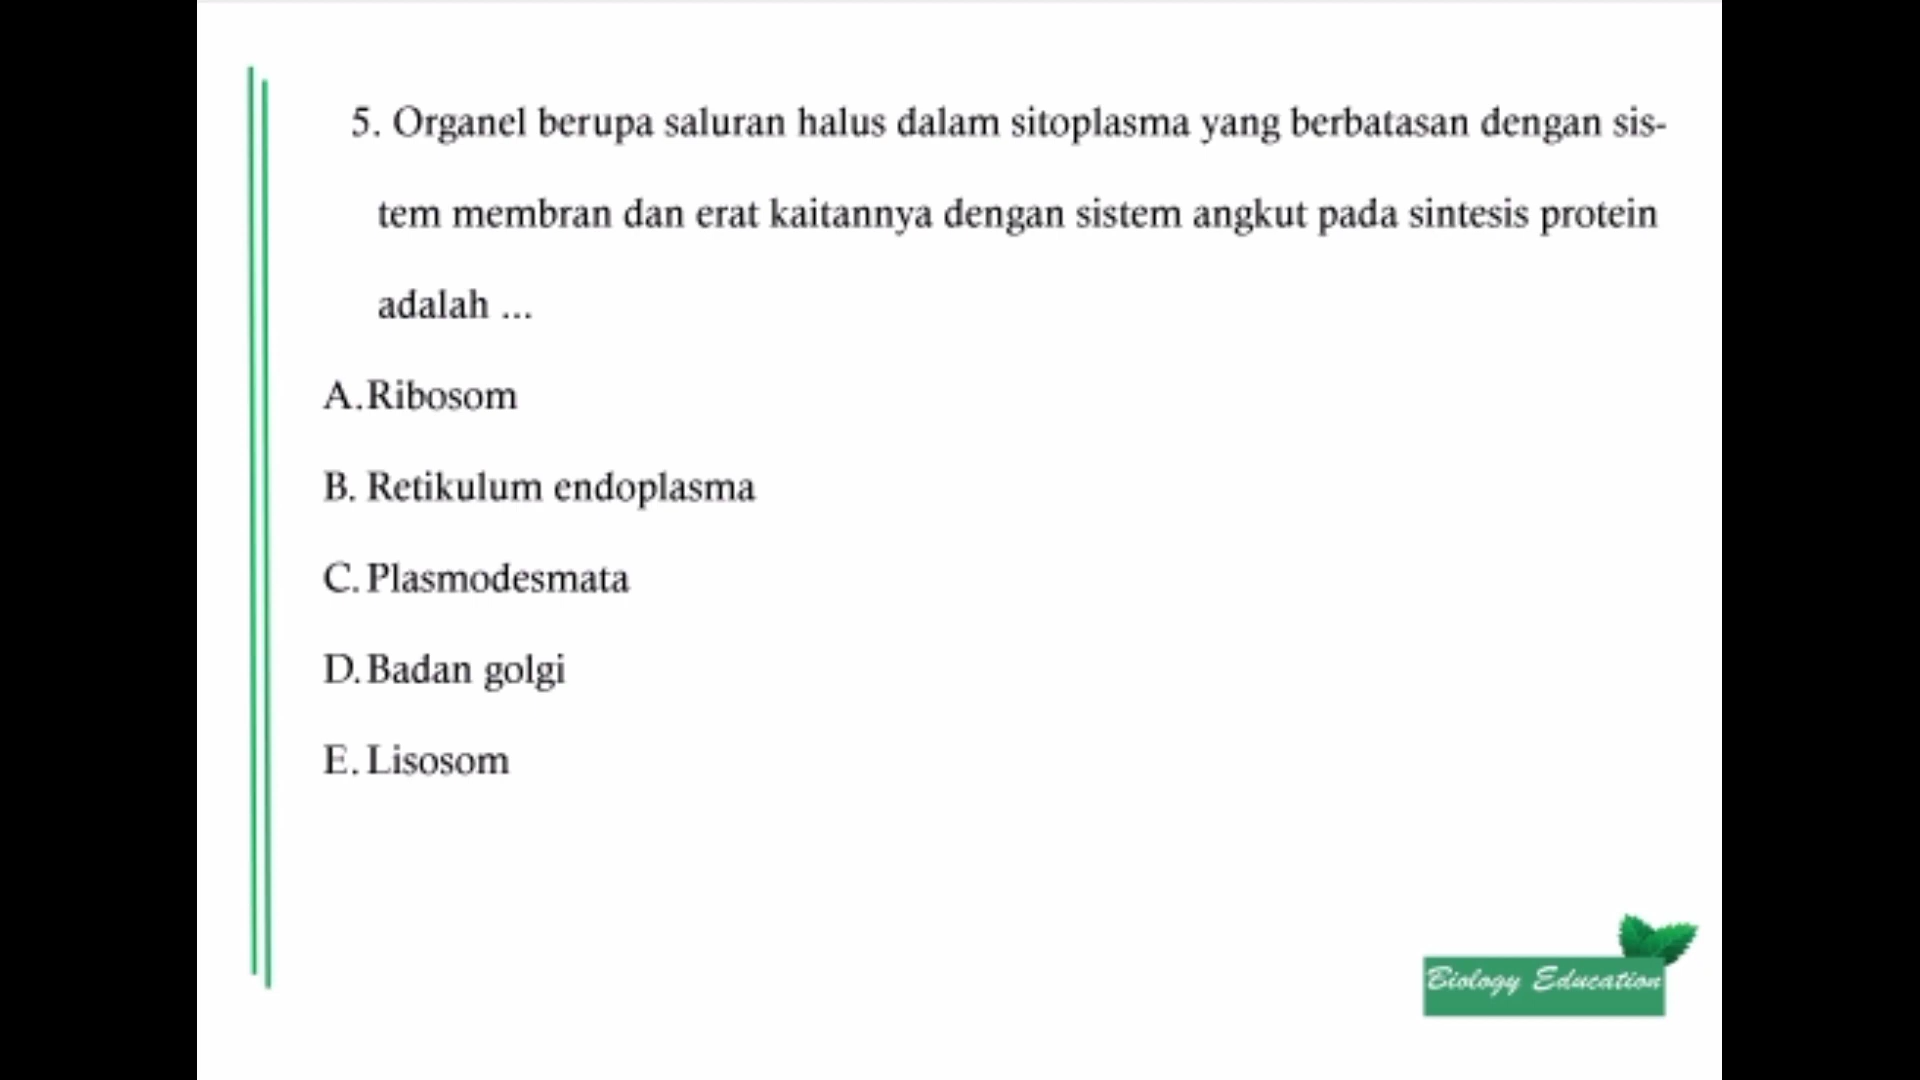 5. Organel berupa saluran halus dalam sitoplasma yang berbatasan dengan sis-
tem membran dan erat kaitannya dengan sistem angkut pada sintesis protein
adalah ...
A. Ribosom
B. Retikulum endoplasma
C. Plasmodesmata
D. Badan golgi
E. Lisosom
Biology Education